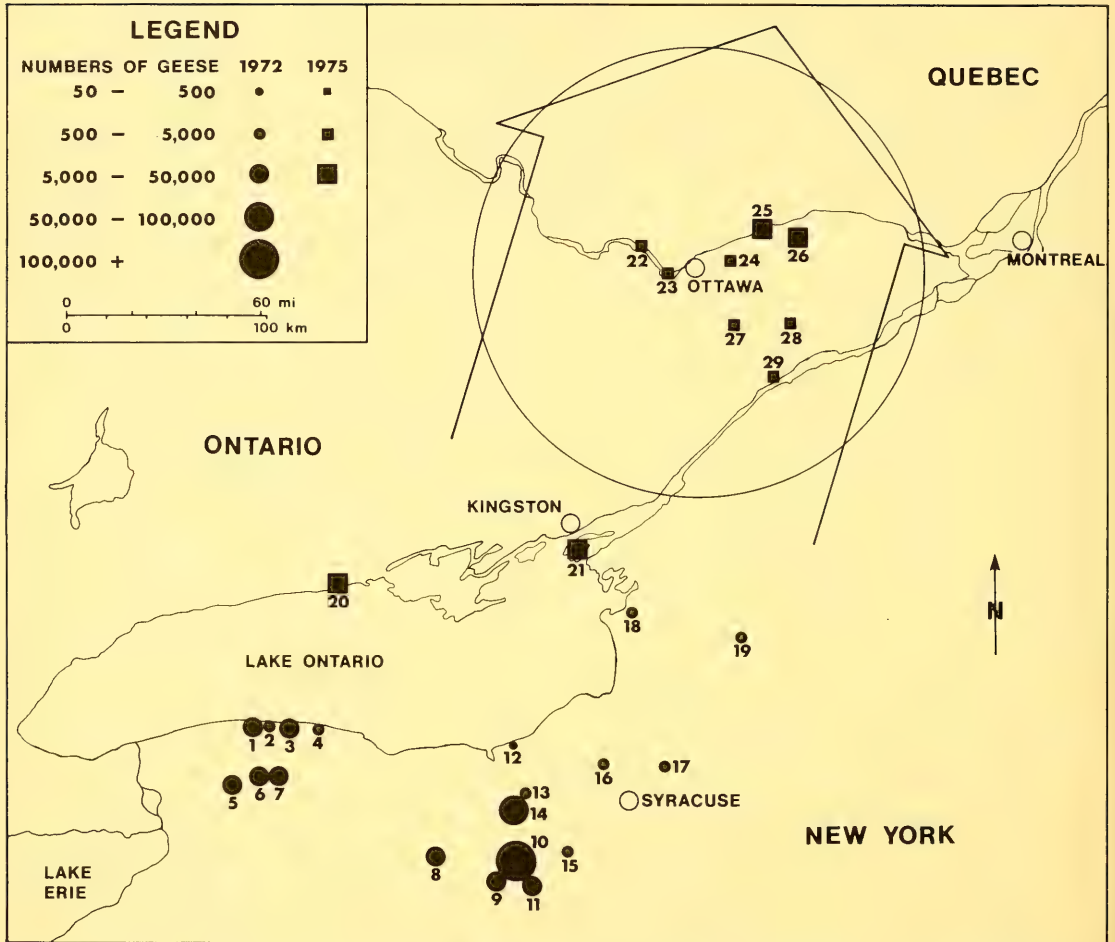 LEGEND
NUMBERS OF GEESE 1972 1975
50 – 500
500 – 5,000
5,000 – 50,000
50,000 – 100,000
100,000 +
0 60 mi
0 100 km
QUEBEC
25
26
22
24
MONTREAL
23
OTTAWA
27
28
29
ONTARIO
KINGSTON
21
20
N
18
19
LAKE ONTARIO
1
2
3
4
12
16
17
5
6
7
13
SYRACUSE
14
NEW YORK
10
15
8
LAKE
ERIE
9
11